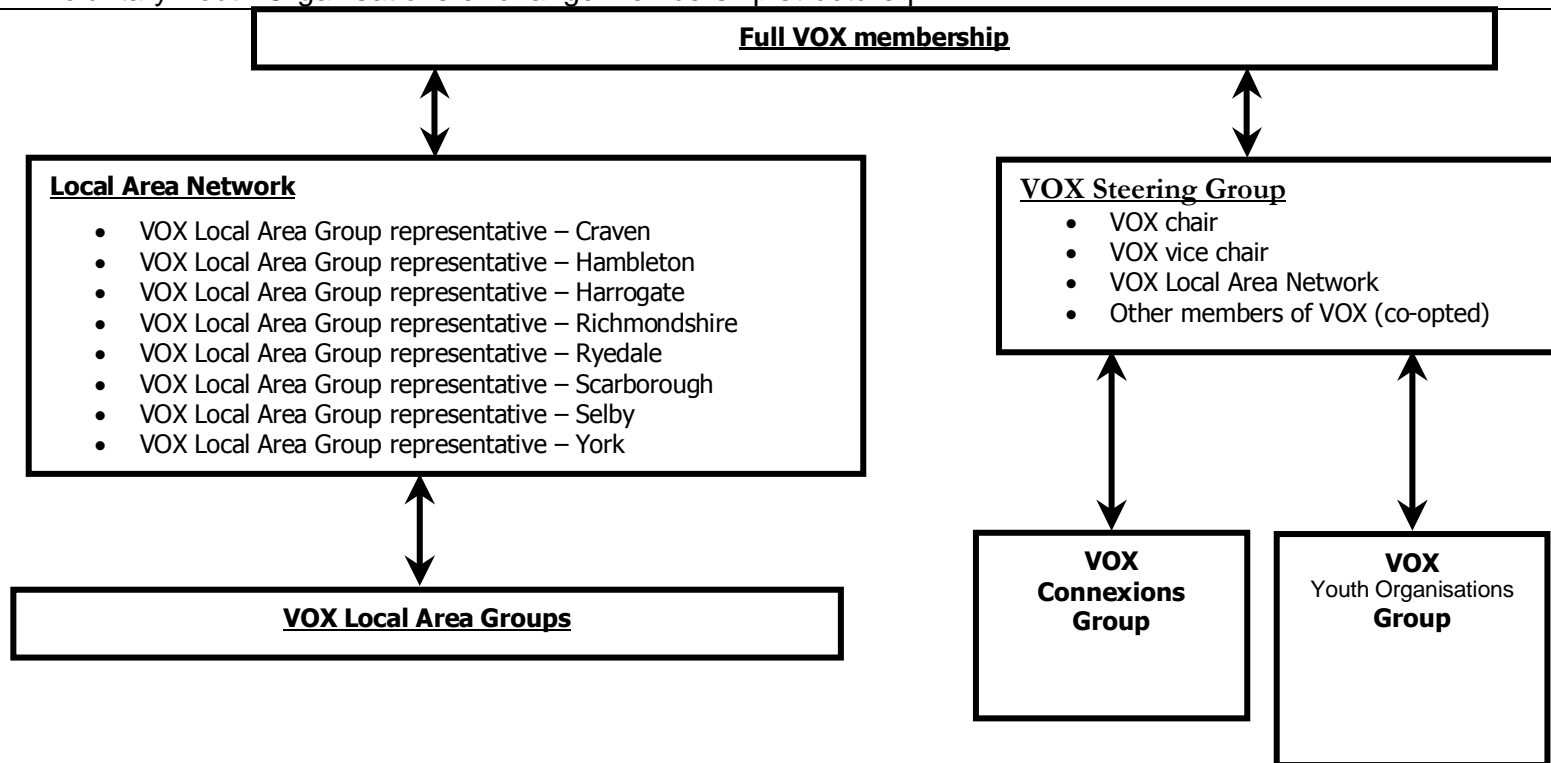 Full VOX membership
Local Area Network
• VOX Local Area Group representative – Craven
• VOX Local Area Group representative – Hambleton
• VOX Local Area Group representative – Harrogate
• VOX Local Area Group representative – Richmondshire
• VOX Local Area Group representative – Ryedale
• VOX Local Area Group representative – Scarborough
• VOX Local Area Group representative – Selby
• VOX Local Area Group representative – York
VOX Steering Group
• VOX chair
• VOX vice chair
• VOX Local Area Network
• Other members of VOX (co-opted)
VOX Local Area Groups
VOX
Connexions
Group
VOX
Youth Organisations
Group